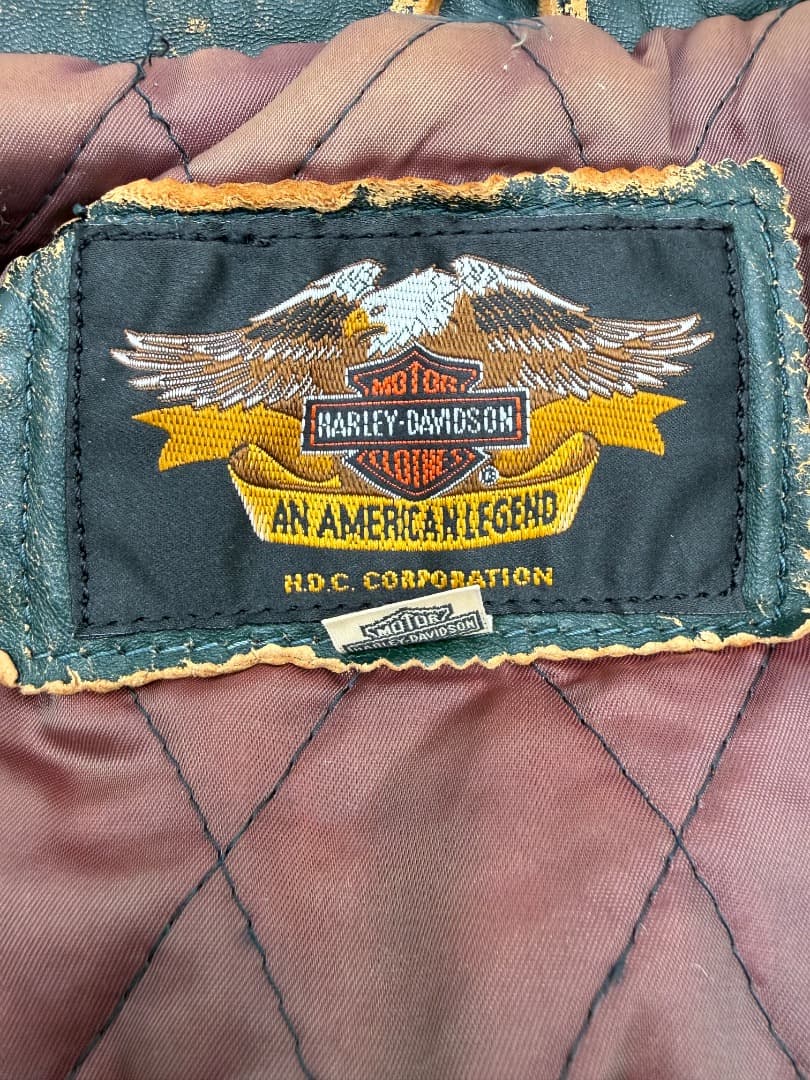 MOTOR
HARLEY-DAVIDSON
CLOTHES
®
AN AMERICAN LEGEND
H.D.C. CORPORATION
MOTOR
HARLEY-DAVIDSON